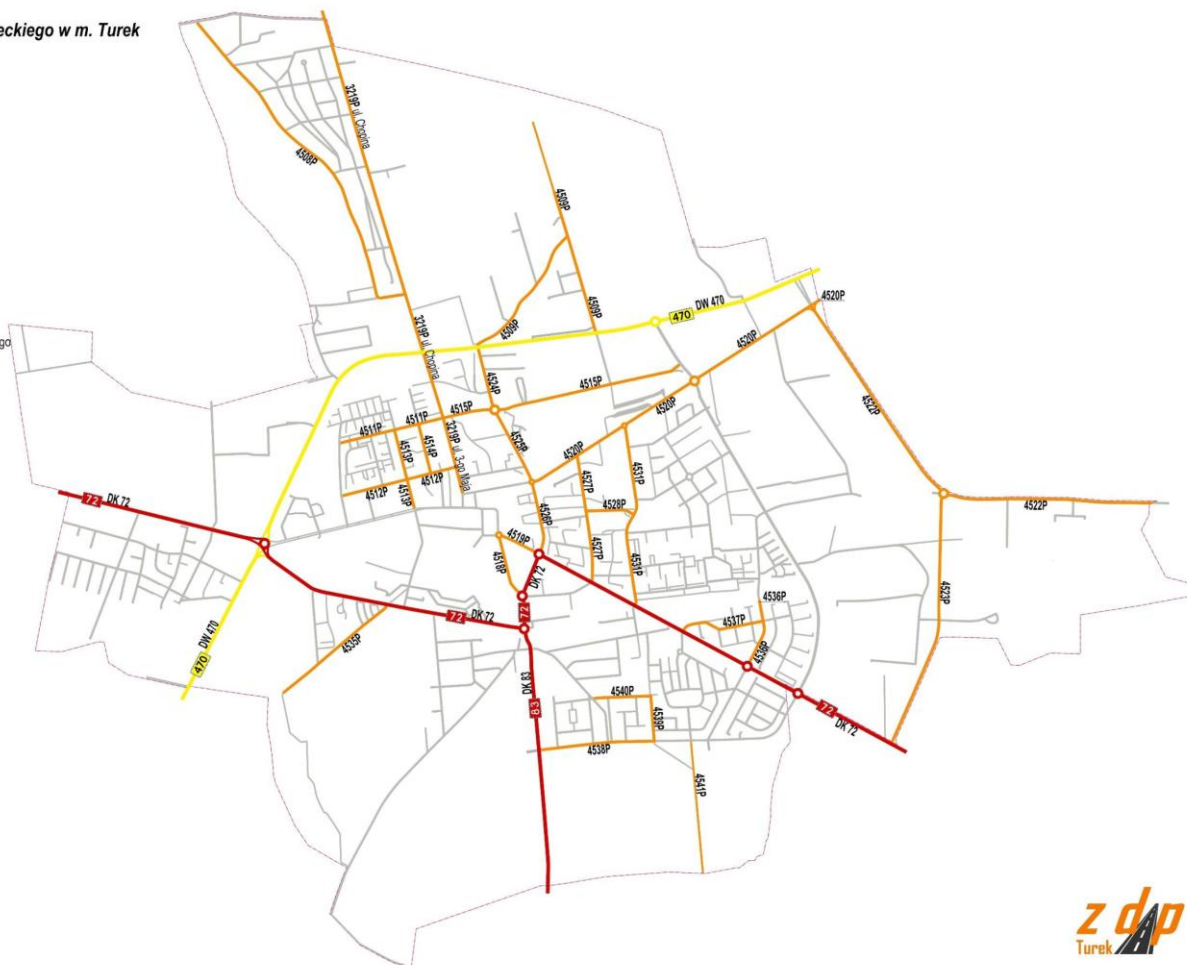 eckiego w m. Turek
3219P ul. Chopina
4508P
4509P
4520P
DW 470
470
4509P
4509P
3219P ul. Chopina
4520P
4524P
4515P
4522P
4520P
4511P
4511P
4515P
go
4513P
4514P
3219P ul. 3-go Maja
4525P
4520P
4531P
4527P
72
DK 72
4512P
4512P
4513P
4528P
4522P
4526P
4519P
4518P
4527P
4531P
DK 72
4523P
72
DK 72
72
4535P
4537P
4536P
4536P
DW 470
470
DK 83
83
4540P
4539P
4538P
72
DK 72
4541P
z d p
Turek